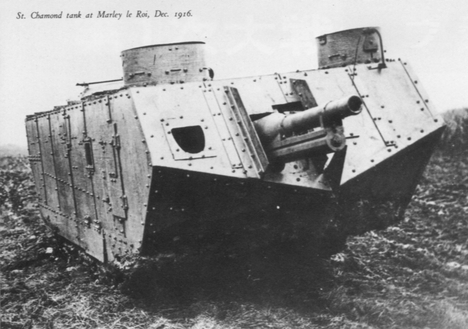 St. Chamond tank at Marley le Roi, Dec. 1916.